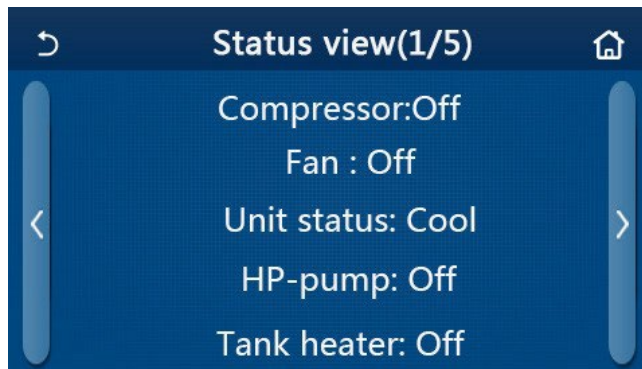 Status view(1/5)
Compressor:Off
Fan : Off
Unit status: Cool
HP-pump: Off
Tank heater: Off